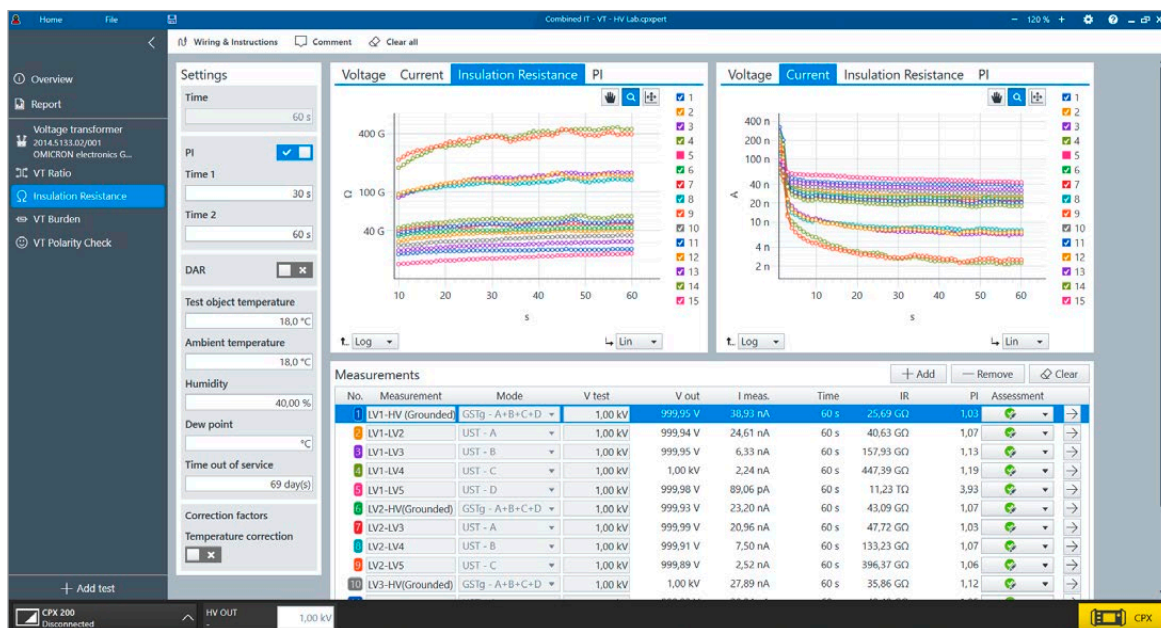 Home File Combined IT - VT - HV Lab.cpxpert − 120 % +
Wiring & Instructions Comment Clear all
Overview
Report
Voltage transformer
2014.5133.02/001
OMICRON electronics G...
VT Ratio
Insulation Resistance
VT Burden
VT Polarity Check
+ Add test
Settings
Time
60 s
PI
Time 1
30 s
Time 2
60 s
DAR
Test object temperature
18,0 °C
Ambient temperature
18,0 °C
Humidity
40,00 %
Dew point
°C
Time out of service
69 day(s)
Correction factors
Temperature correction
Voltage Current Insulation Resistance PI
400 G
100 G
40 G
Ω
10 20 30 40 50 60
s
1
2
3
4
5
6
7
8
9
10
11
12
13
14
15
Log Lin
Voltage Current Insulation Resistance PI
400 n
200 n
100 n
40 n
20 n
10 n
4 n
2 n
A
10 20 30 40 50 60
s
1
2
3
4
5
6
7
8
9
10
11
12
13
14
15
Log Lin
Measurements + Add − Remove Clear
No. Measurement Mode V test V out I meas. Time IR PI Assessment
1 LV1-HV (Grounded) GSTg - A+B+C+D 1,00 kV 999,95 V 38,93 nA 60 s 25,69 GΩ 1,03
2 LV1-LV2 UST - A 1,00 kV 999,94 V 24,61 nA 60 s 40,63 GΩ 1,07
3 LV1-LV3 UST - B 1,00 kV 999,95 V 6,33 nA 60 s 157,93 GΩ 1,13
4 LV1-LV4 UST - C 1,00 kV 1,00 kV 2,24 nA 60 s 447,39 GΩ 1,19
5 LV1-LV5 UST - D 1,00 kV 999,98 V 89,06 pA 60 s 11,23 TΩ 3,93
6 LV2-HV(Grounded) GSTg - A+B+C+D 1,00 kV 999,93 V 23,20 nA 60 s 43,09 GΩ 1,07
7 LV2-LV3 UST - A 1,00 kV 999,99 V 20,96 nA 60 s 47,72 GΩ 1,03
8 LV2-LV4 UST - B 1,00 kV 999,91 V 7,50 nA 60 s 133,23 GΩ 1,07
9 LV2-LV5 UST - C 1,00 kV 999,89 V 2,52 nA 60 s 396,37 GΩ 1,06
10 LV3-HV(Grounded) GSTg - A+B+C+D 1,00 kV 1,00 kV 27,89 nA 60 s 35,86 GΩ 1,12
CPX 200
Disconnected
HV OUT
-
1,00 kV
CPX